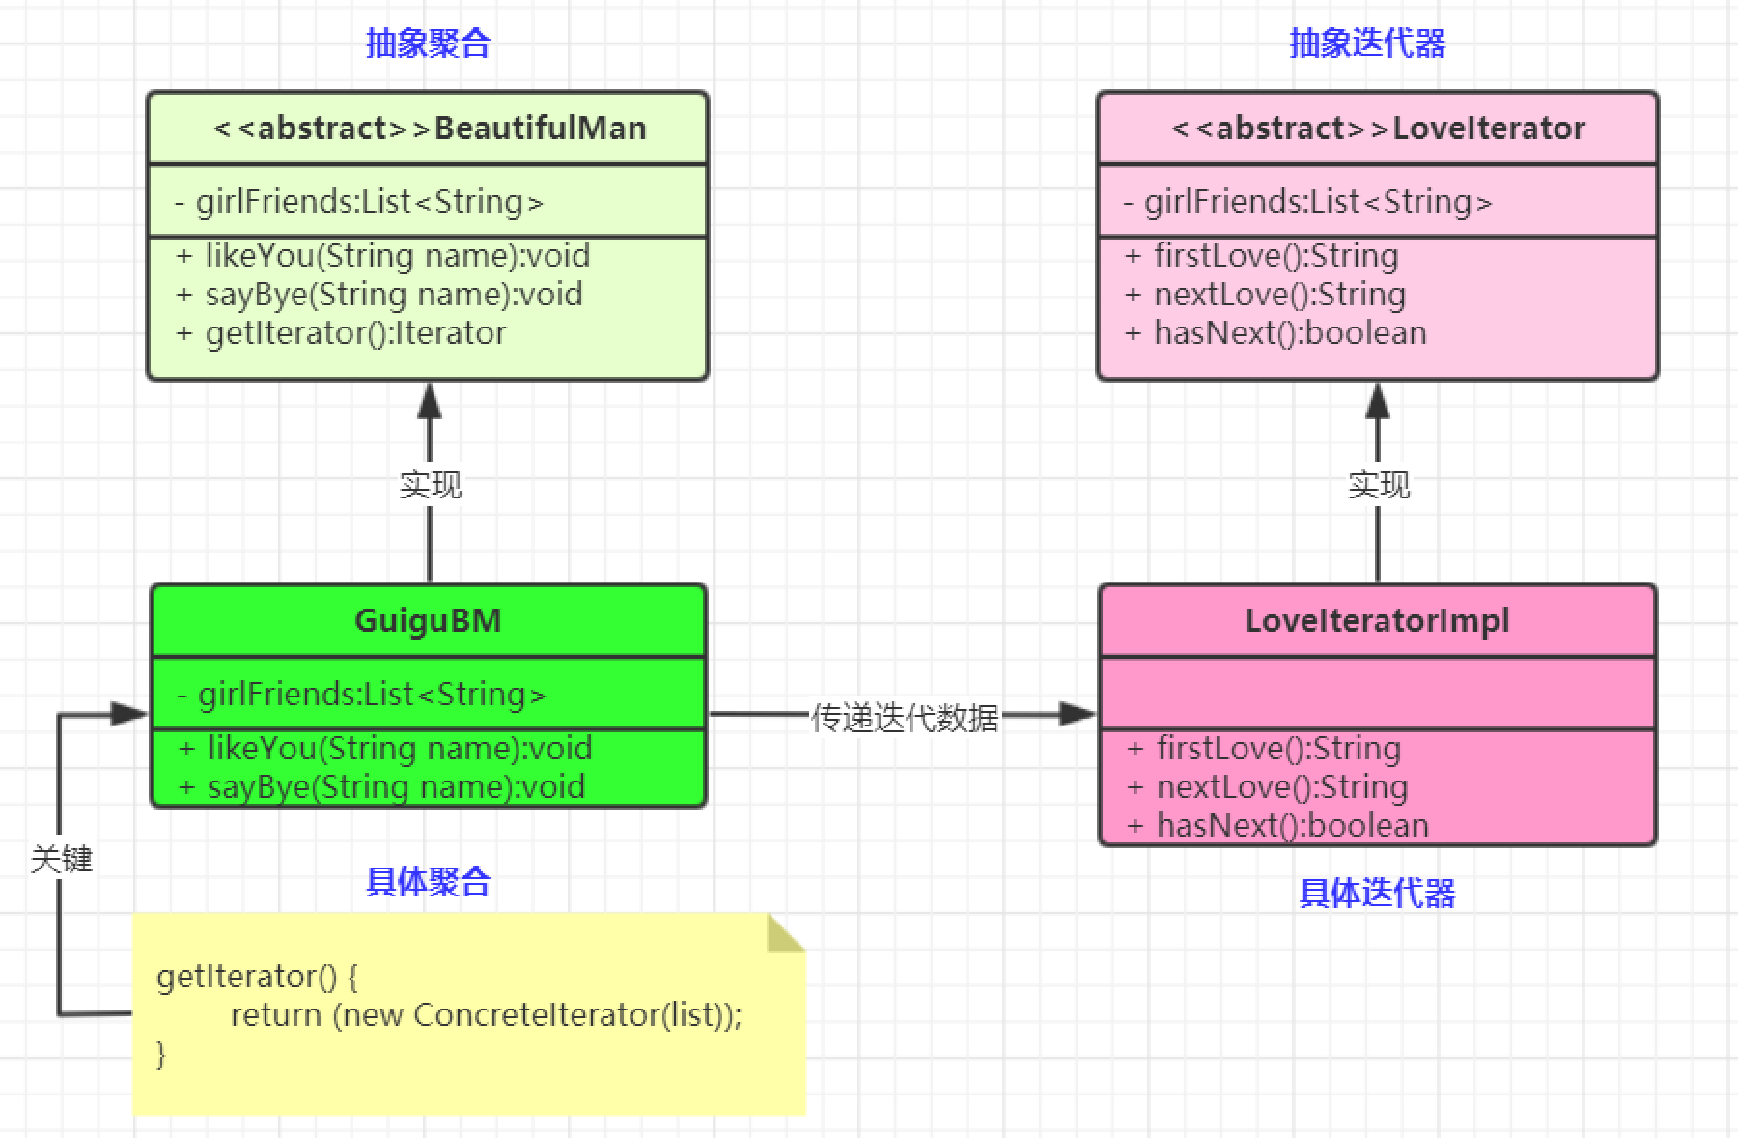 抽象聚合
<<abstract>>BeautifulMan
- girlFriends:List<String>
+ likeYou(String name):void
+ sayBye(String name):void
+ getIterator():Iterator
抽象迭代器
<<abstract>>LoveIterator
- girlFriends:List<String>
+ firstLove():String
+ nextLove():String
+ hasNext():boolean
实现
实现
GuiguBM
- girlFriends:List<String>
+ likeYou(String name):void
+ sayBye(String name):void
传递迭代数据
LoveIteratorImpl
+ firstLove():String
+ nextLove():String
+ hasNext():boolean
关键
具体聚合
具体迭代器
getIterator() {
return (new ConcreteIterator(list));
}